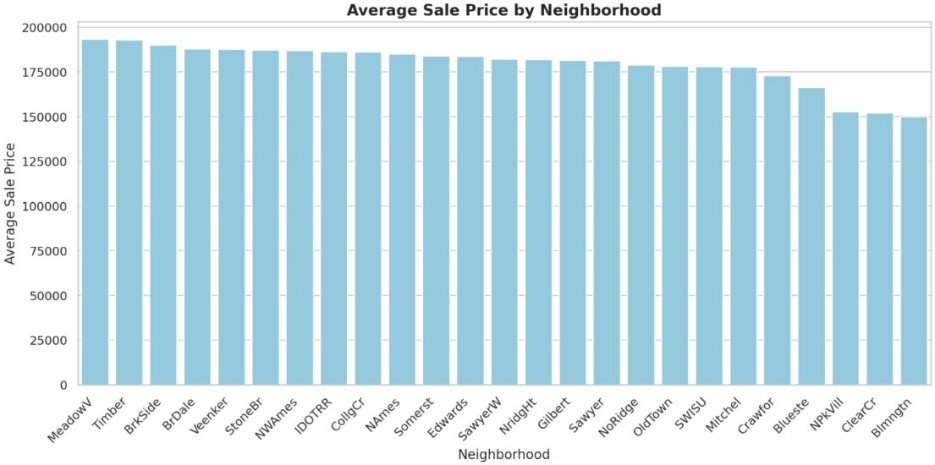 Average Sale Price by Neighborhood
Average Sale Price
200000
175000
150000
125000
100000
75000
50000
25000
0
MeadowV
Timber
BrkSide
BrDale
Veenker
StoneBr
NWAmes
IDOTRR
CollgCr
NAmes
Somerst
Edwards
SawyerW
NridgHt
Gilbert
Sawyer
NoRidge
OldTown
SWISU
Mitchel
Crawfor
Blueste
NPkVill
ClearCr
Blmngtn
Neighborhood